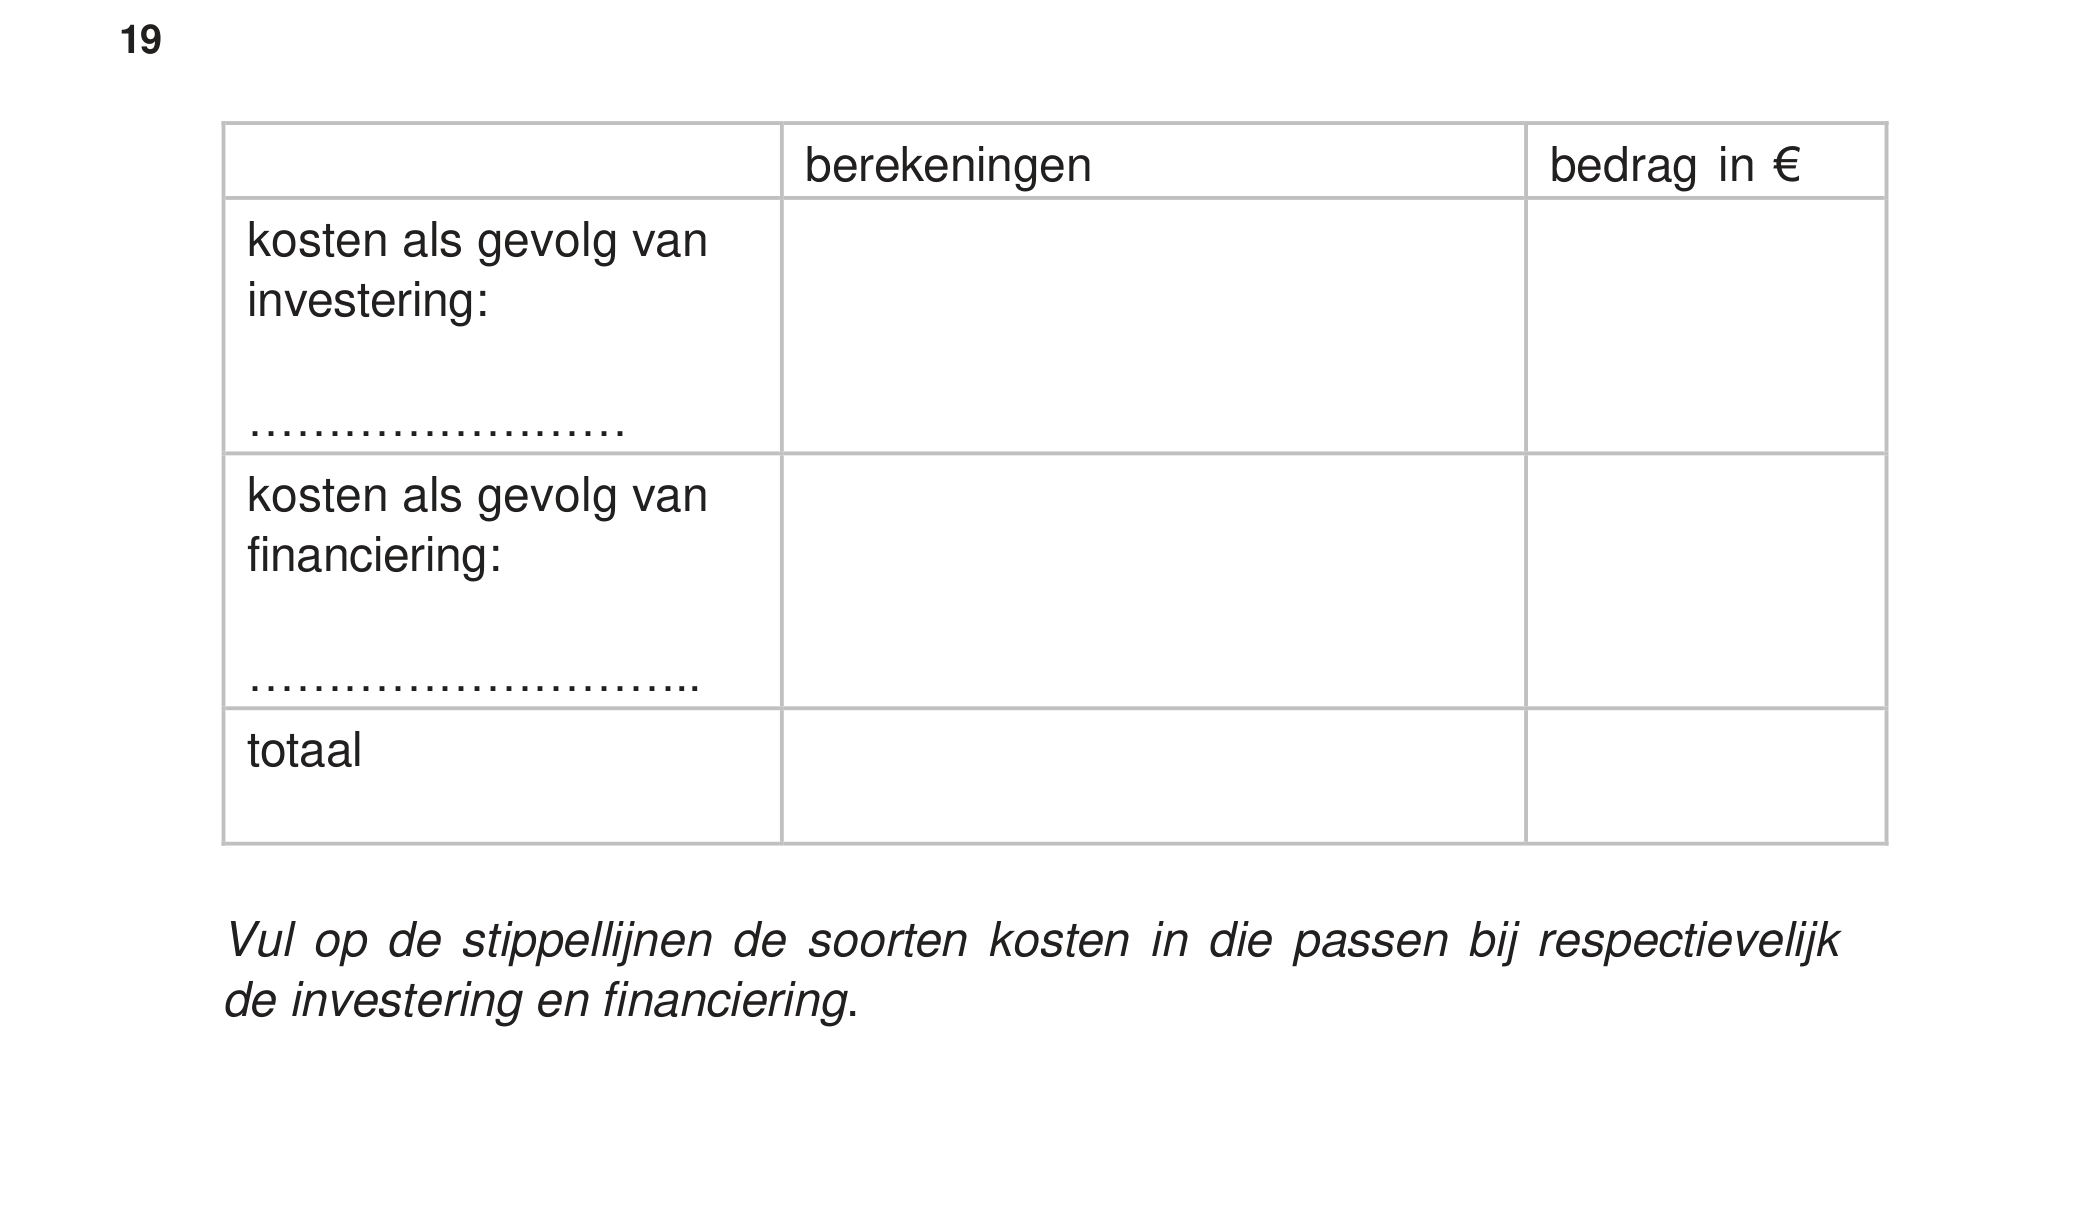 19
berekeningen bedrag in €
kosten als gevolg van
investering:
……………………
kosten als gevolg van
financiering:
………………………..
totaal
Vul op de stippellijnen de soorten kosten in die passen bij respectievelijk
de investering en financiering.